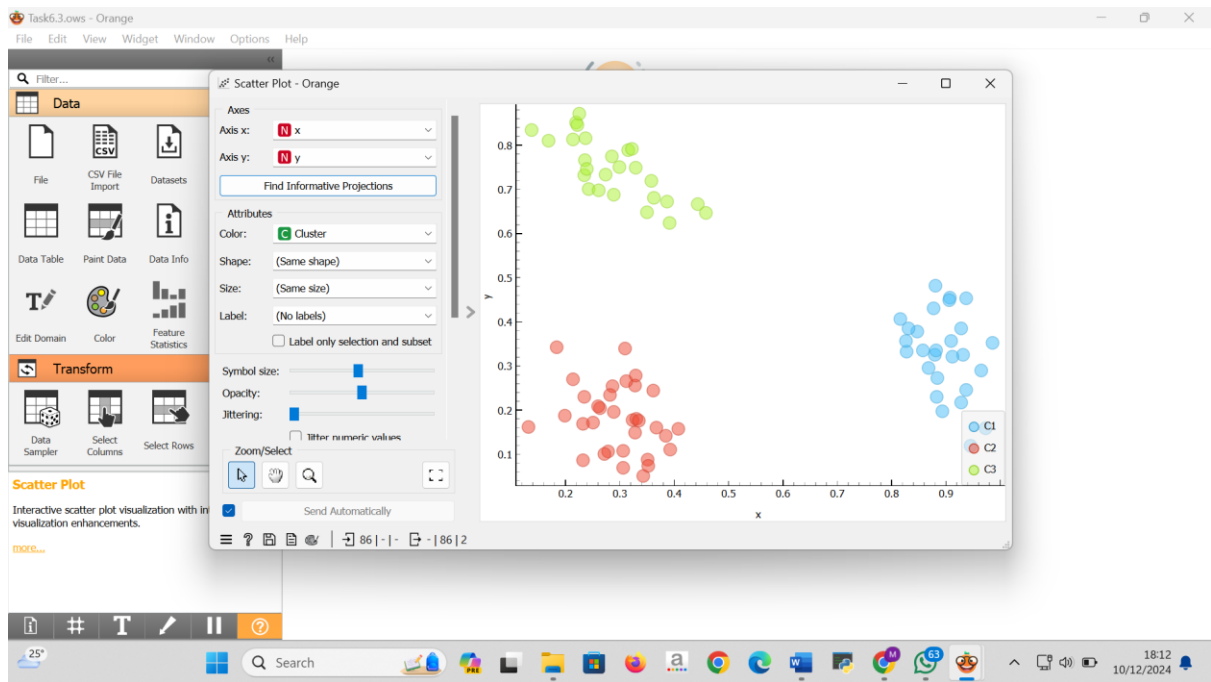 Task6.3.ows - Orange
File Edit View Widget Window Options Help
Filter...
Data
File
CSV File
Import
Datasets
Data Table
Paint Data
Data Info
Edit Domain
Color
Feature
Statistics
Transform
Data
Sampler
Select
Columns
Select Rows
Scatter Plot
Interactive scatter plot visualization with in
visualization enhancements.
more...
Scatter Plot - Orange
Axes
Axis x: N x
Axis y: N y
Find Informative Projections
Attributes
Color: C Cluster
Shape: (Same shape)
Size: (Same size)
Label: (No labels)
Label only selection and subset
Symbol size:
Opacity:
Jittering:
Jitter numeric values
Zoom/Select
Send Automatically
86 | - | - - | 86 | 2
0.8
0.7
0.6
0.5
y
0.4
0.3
0.2
0.1
0.2 0.3 0.4 0.5 0.6 0.7 0.8 0.9
x
C1
C2
C3
25°
Search
PRE
M
63
18:12
10/12/2024